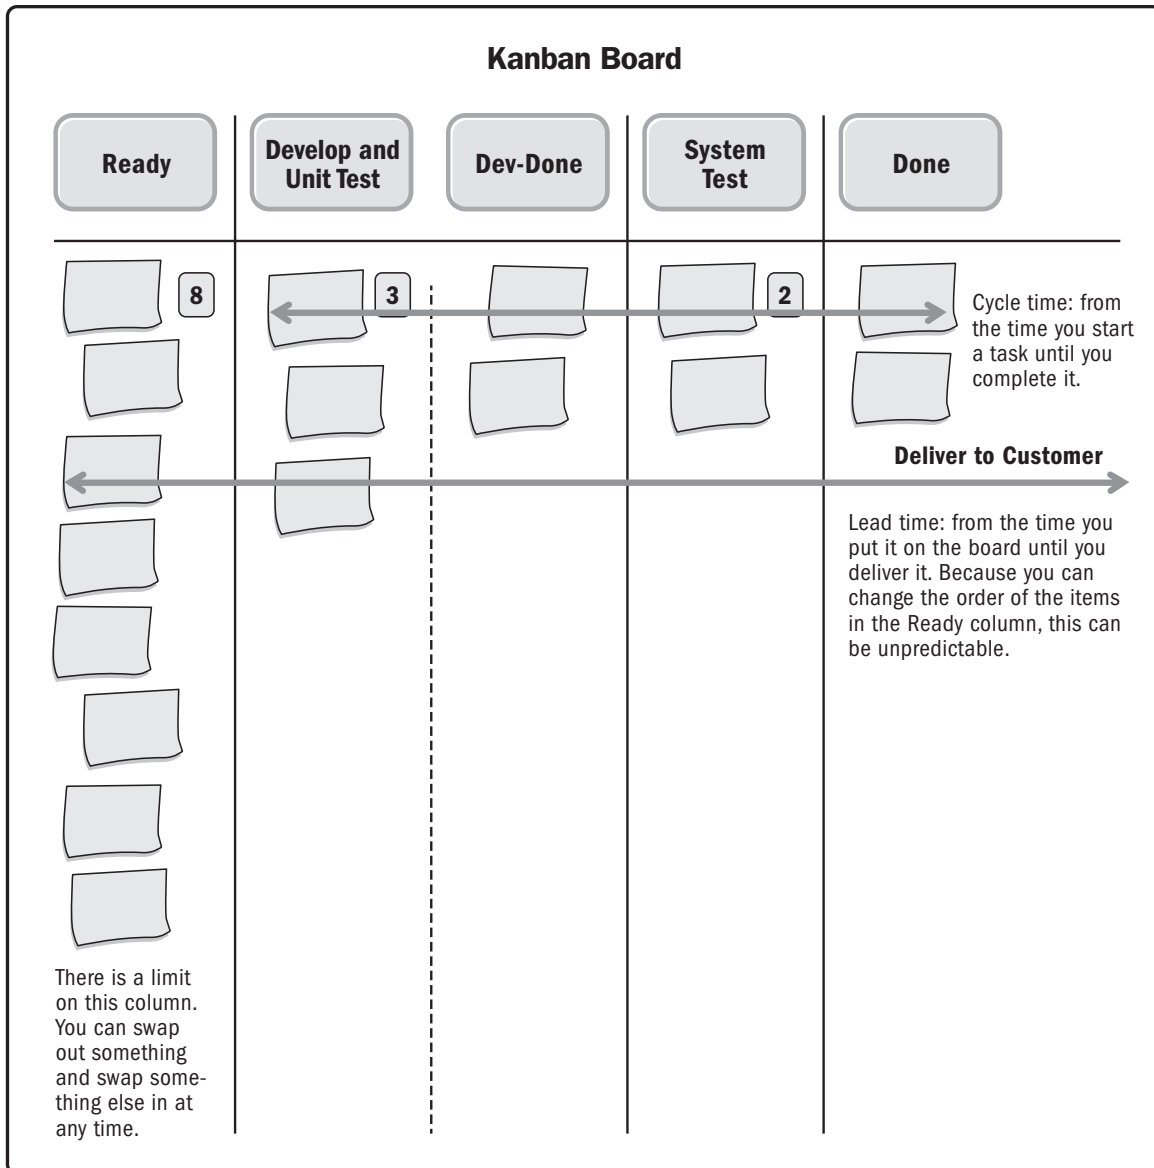 Kanban Board
Ready
Develop and
Unit Test
Dev-Done
System
Test
Done
8
3
2
Cycle time: from
the time you start
a task until you
complete it.
Deliver to Customer
Lead time: from the time you
put it on the board until you
deliver it. Because you can
change the order of the items
in the Ready column, this can
be unpredictable.
There is a limit
on this column.
You can swap
out something
and swap some-
thing else in at
any time.